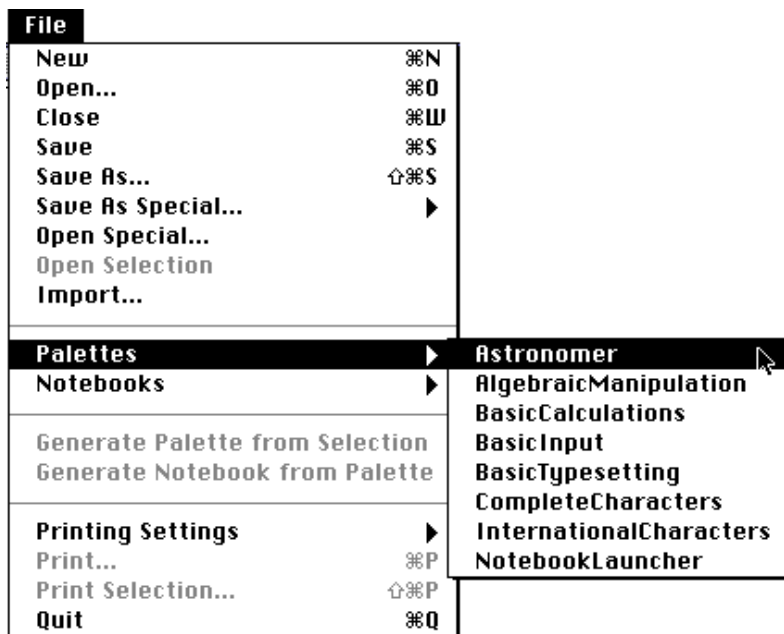 File
New ⌘N
Open... ⌘O
Close ⌘W
Save ⌘S
Save As... ⇧⌘S
Save As Special...
Open Special...
Open Selection
Import...
Palettes
Notebooks
Generate Palette from Selection
Generate Notebook from Palette
Printing Settings
Print... ⌘P
Print Selection... ⇧⌘P
Quit ⌘Q
Astronomer
AlgebraicManipulation
BasicCalculations
BasicInput
BasicTypesetting
CompleteCharacters
InternationalCharacters
NotebookLauncher